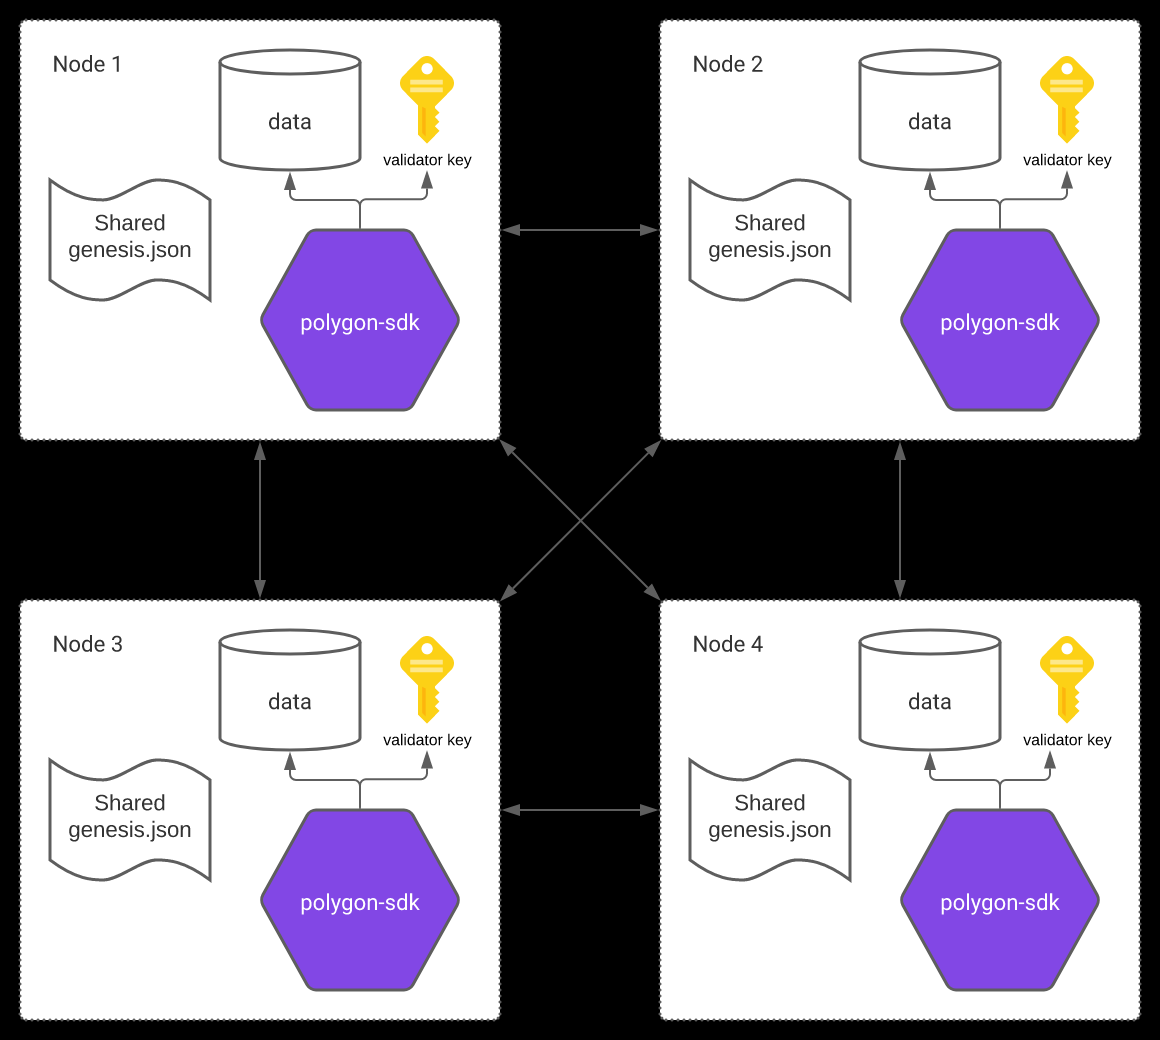 Node 1
data
validator key
Shared
genesis.json
polygon-sdk
Node 2
data
validator key
Shared
genesis.json
polygon-sdk
Node 3
data
validator key
Shared
genesis.json
polygon-sdk
Node 4
data
validator key
Shared
genesis.json
polygon-sdk